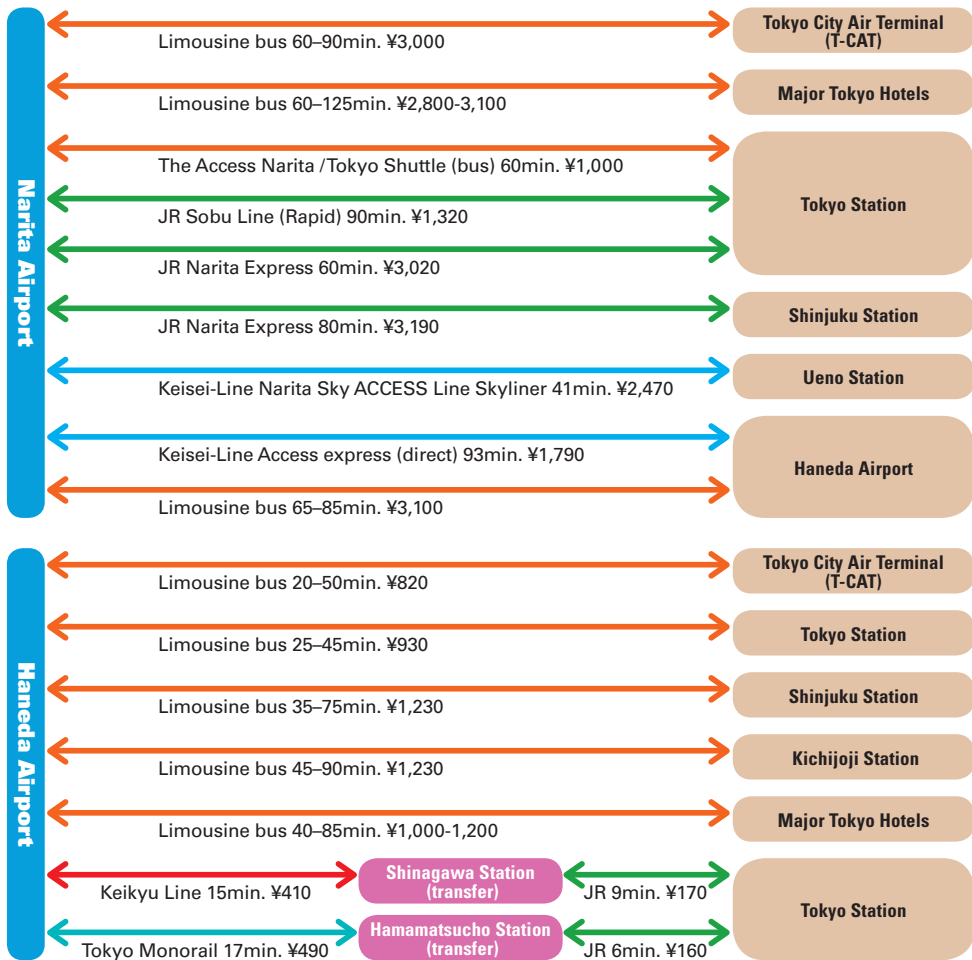 Narita Airport
Limousine bus 60–90min. ¥3,000
Tokyo City Air Terminal
(T-CAT)
Limousine bus 60–125min. ¥2,800-3,100
Major Tokyo Hotels
The Access Narita /Tokyo Shuttle (bus) 60min. ¥1,000
JR Sobu Line (Rapid) 90min. ¥1,320
JR Narita Express 60min. ¥3,020
Tokyo Station
JR Narita Express 80min. ¥3,190
Shinjuku Station
Keisei-Line Narita Sky ACCESS Line Skyliner 41min. ¥2,470
Ueno Station
Keisei-Line Access express (direct) 93min. ¥1,790
Limousine bus 65–85min. ¥3,100
Haneda Airport
Haneda Airport
Limousine bus 20–50min. ¥820
Tokyo City Air Terminal
(T-CAT)
Limousine bus 25–45min. ¥930
Tokyo Station
Limousine bus 35–75min. ¥1,230
Shinjuku Station
Limousine bus 45–90min. ¥1,230
Kichijoji Station
Limousine bus 40–85min. ¥1,000-1,200
Major Tokyo Hotels
Keikyu Line 15min. ¥410
Shinagawa Station
(transfer)
JR 9min. ¥170
Tokyo Monorail 17min. ¥490
Hamamatsucho Station
(transfer)
JR 6min. ¥160
Tokyo Station